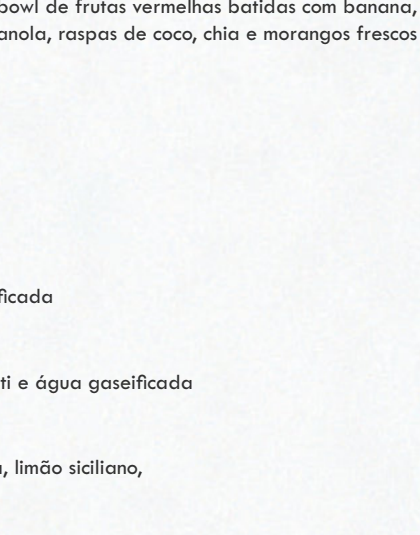 bowl de frutas vermelhas batidas com banana,
anola, raspas de coco, chia e morangos frescos
ficada
ti e água gaseificada
, limão siciliano,